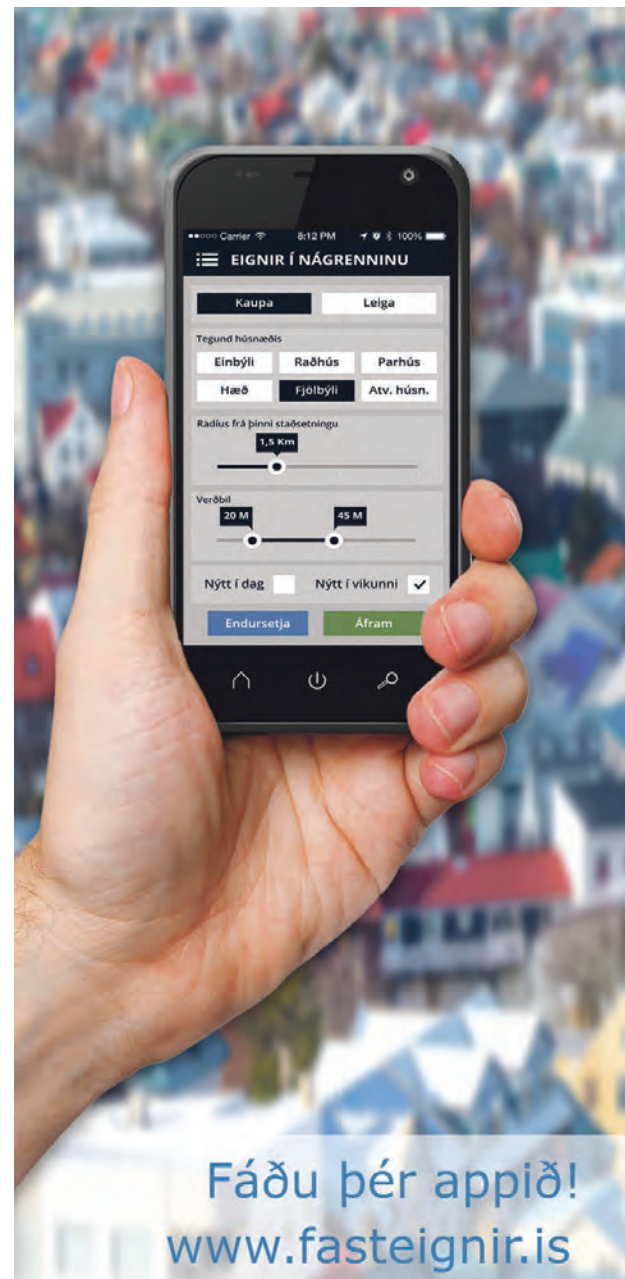 Carrier 8:12 PM 100%
EIGNIR Í NÁGRENNINU
Kaupa Leiga
Tegund húsnæðis
Einbýli Raðhús Parhús
Hæð Fjölbýli Atv. húsn.
Radíus frá þinni staðsetningu
1,5 Km
Verðbil
20 M 45 M
Nýtt í dag Nýtt í vikunni
Endursetja Áfram
Fáðu þér appið!
www.fasteignir.is